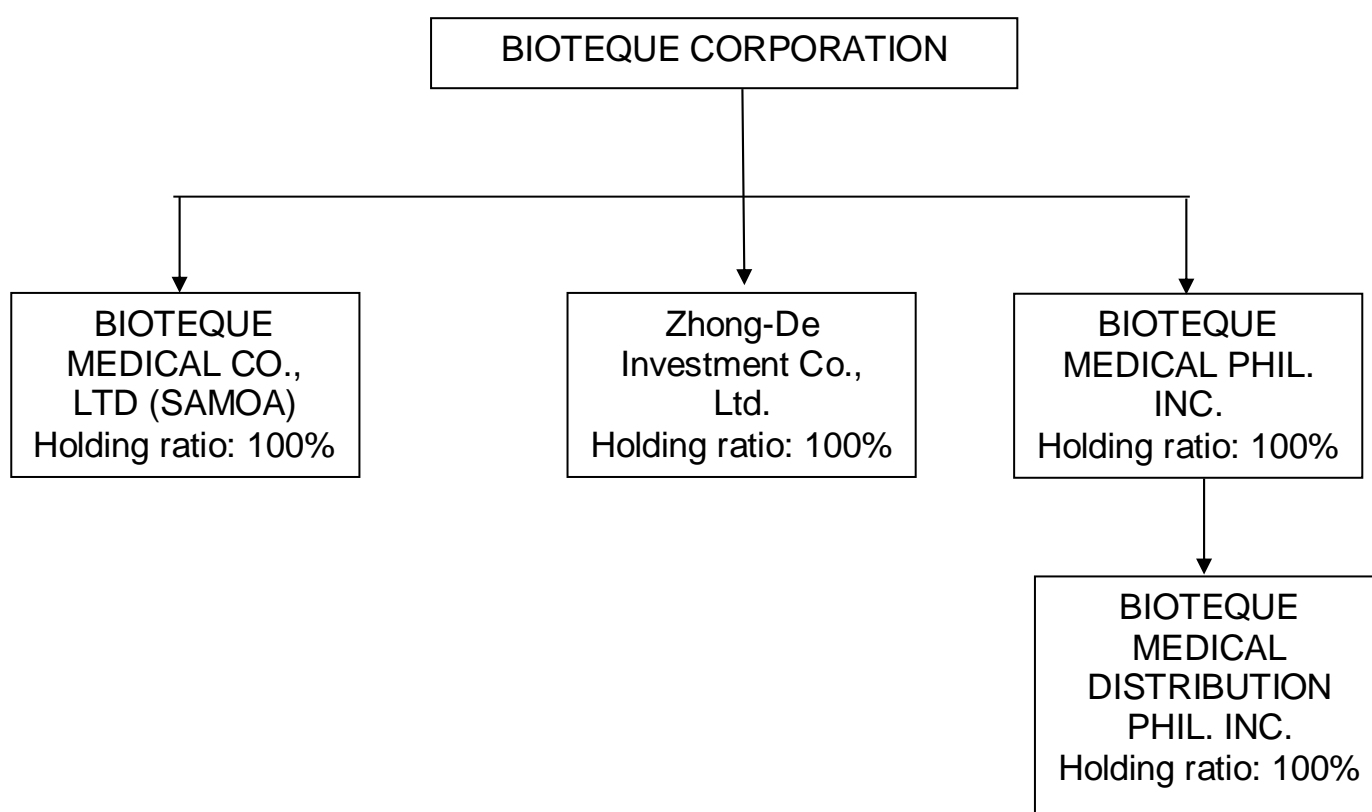 BIOTEQUE CORPORATION
BIOTEQUE
MEDICAL CO.,
LTD (SAMOA)
Holding ratio: 100%
Zhong-De
Investment Co.,
Ltd.
Holding ratio: 100%
BIOTEQUE
MEDICAL PHIL.
INC.
Holding ratio: 100%
BIOTEQUE
MEDICAL
DISTRIBUTION
PHIL. INC.
Holding ratio: 100%